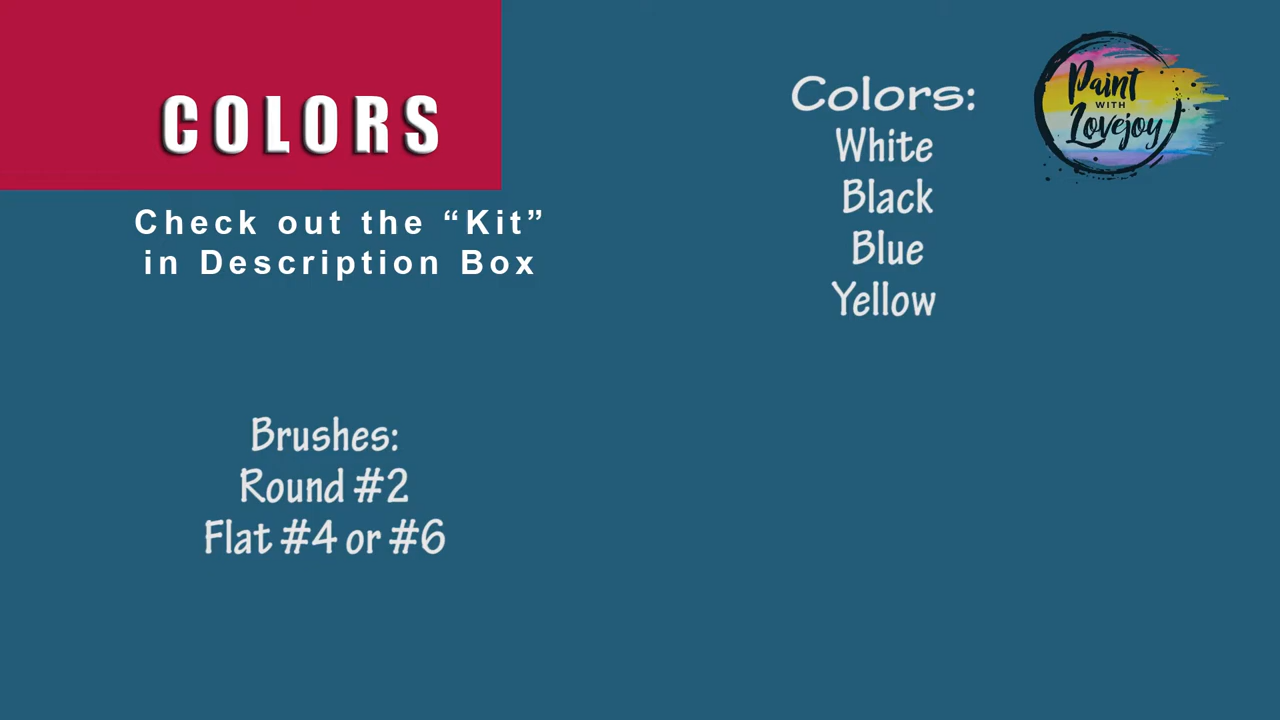 COLORS
Check out the “Kit”
in Description Box
Colors:
White
Black
Blue
Yellow
Paint
WITH
Lovejoy
Brushes:
Round #2
Flat #4 or #6